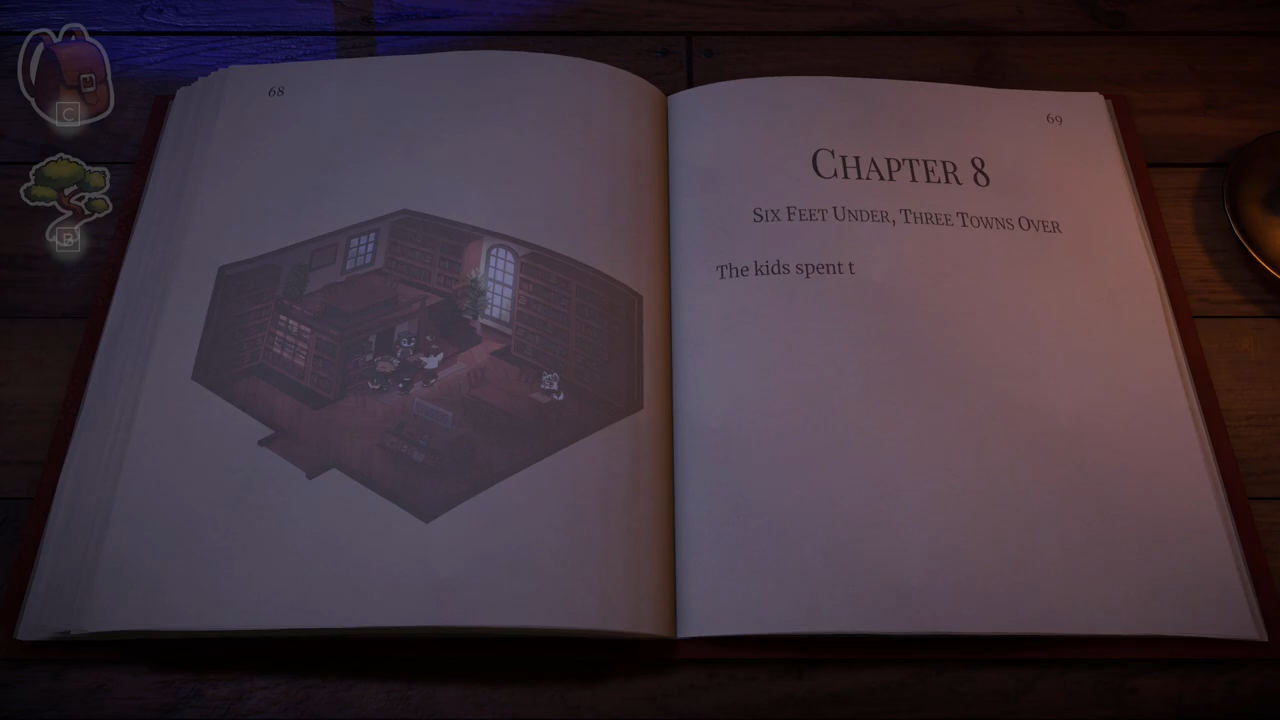 C
B
68
69
Chapter 8
Six Feet Under, Three Towns Over
The kids spent t